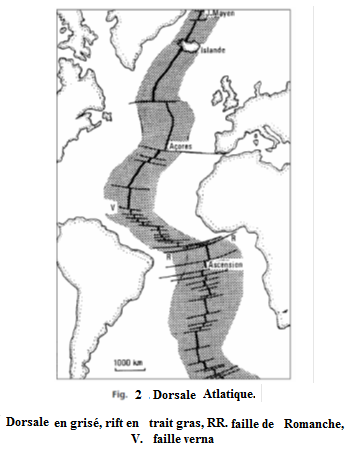 J. Mayen
Islande
Açores
V
R
R
Ascension
1000 km
Fig. 2 . Dorsale Atlatique.
Dorsale en grisé, rift en trait gras, RR. faille de Romanche,
V. faille verna